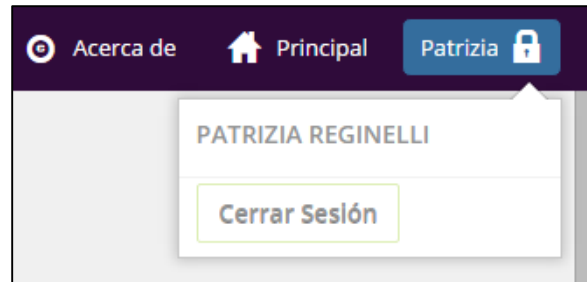 Acerca de Principal Patrizia
PATRIZIA REGINELLI
Cerrar Sesión